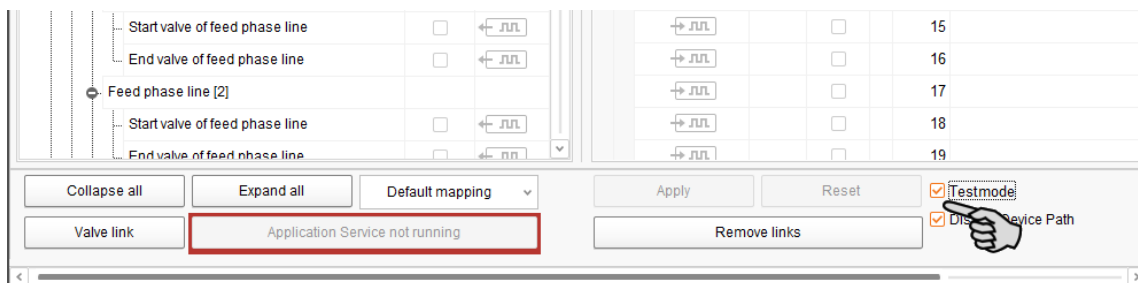 Start valve of feed phase line 15
End valve of feed phase line 16
Feed phase line [2] 17
Start valve of feed phase line 18
End valve of feed phase line 19
Collapse all Expand all Default mapping Apply Reset Testmode
Valve link Application Service not running Remove links Device Path